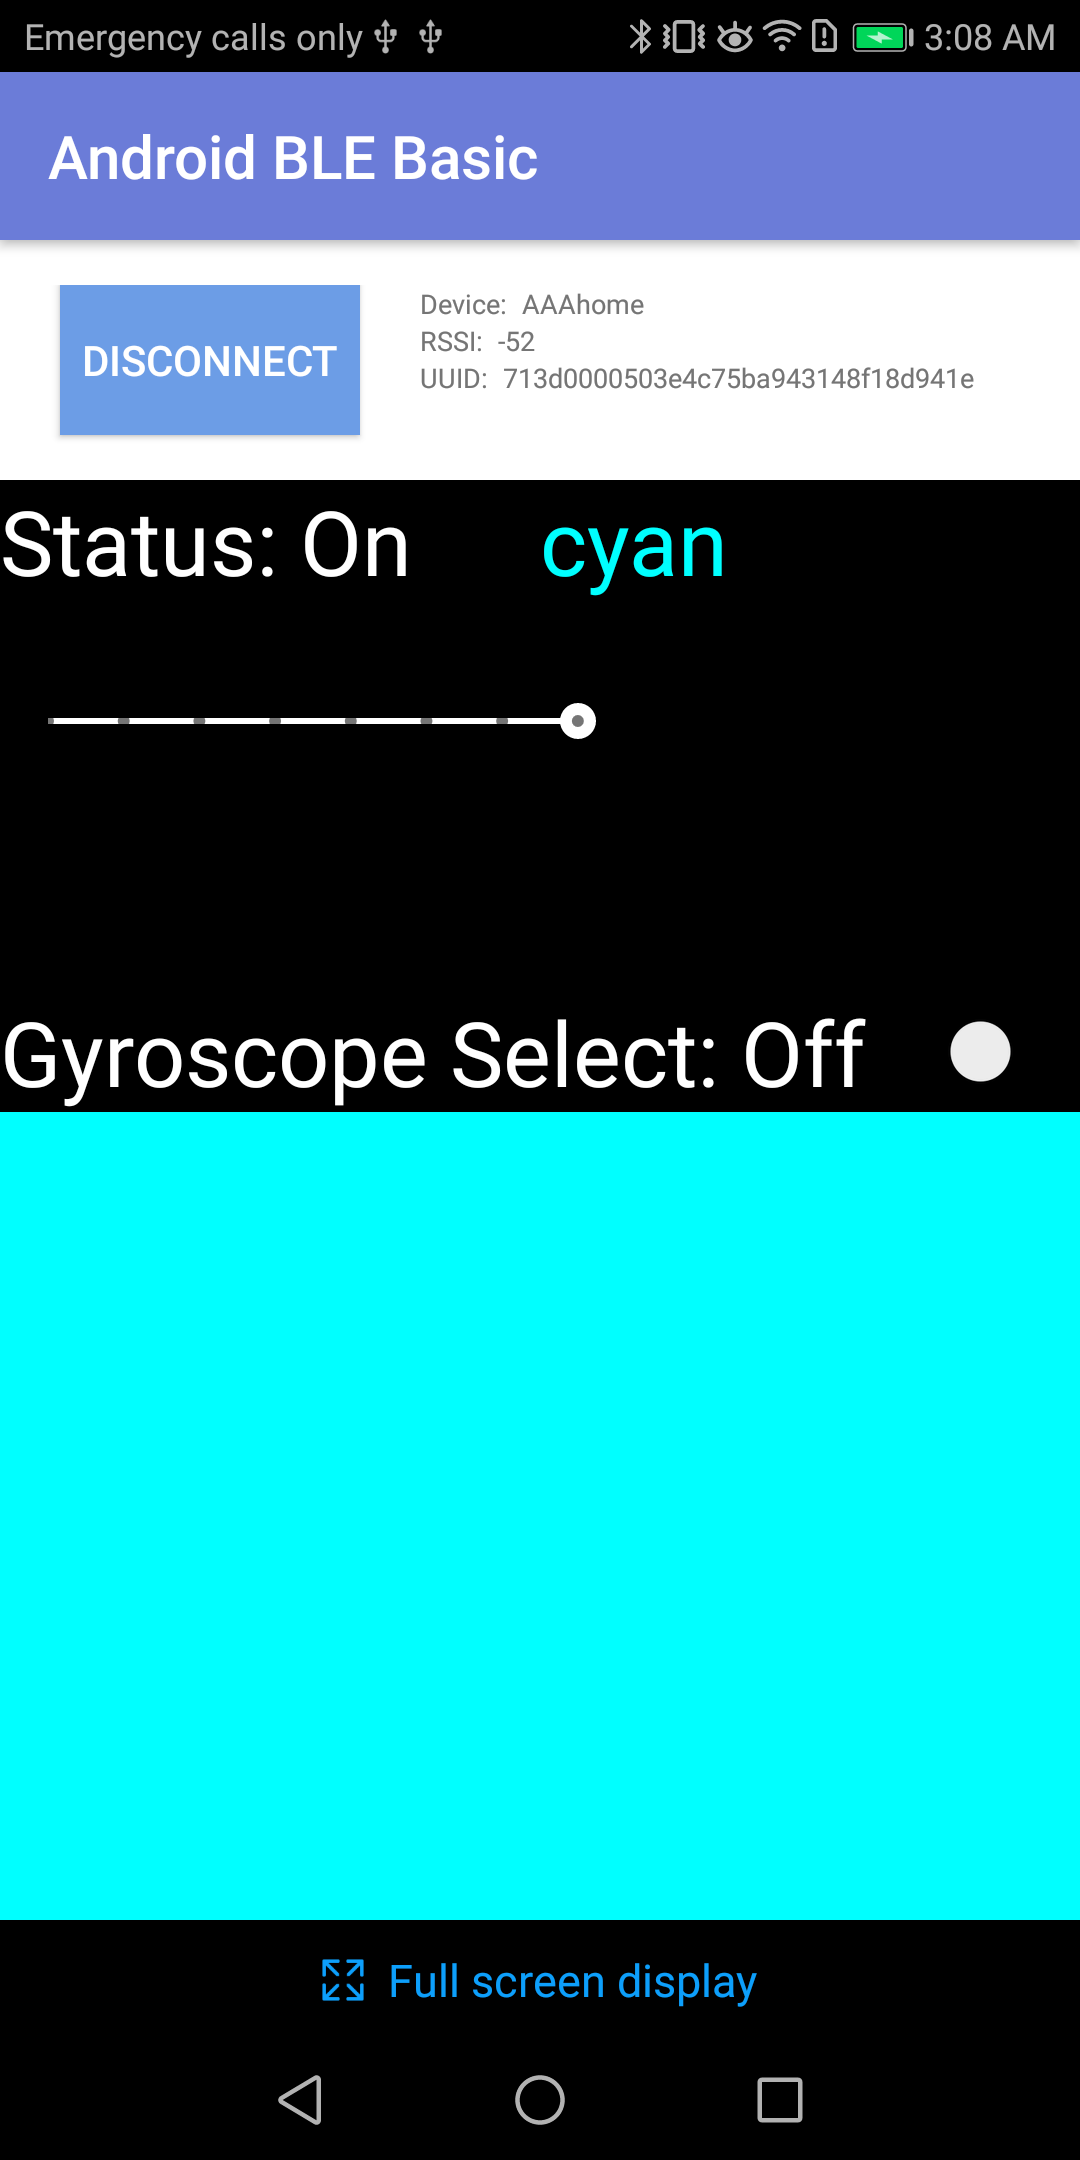 Emergency calls only 3:08 AM
Android BLE Basic
DISCONNECT
Device: AAAhome
RSSI: -52
UUID: 713d0000503e4c75ba943148f18d941e
Status: On cyan
Gyroscope Select: Off
Full screen display